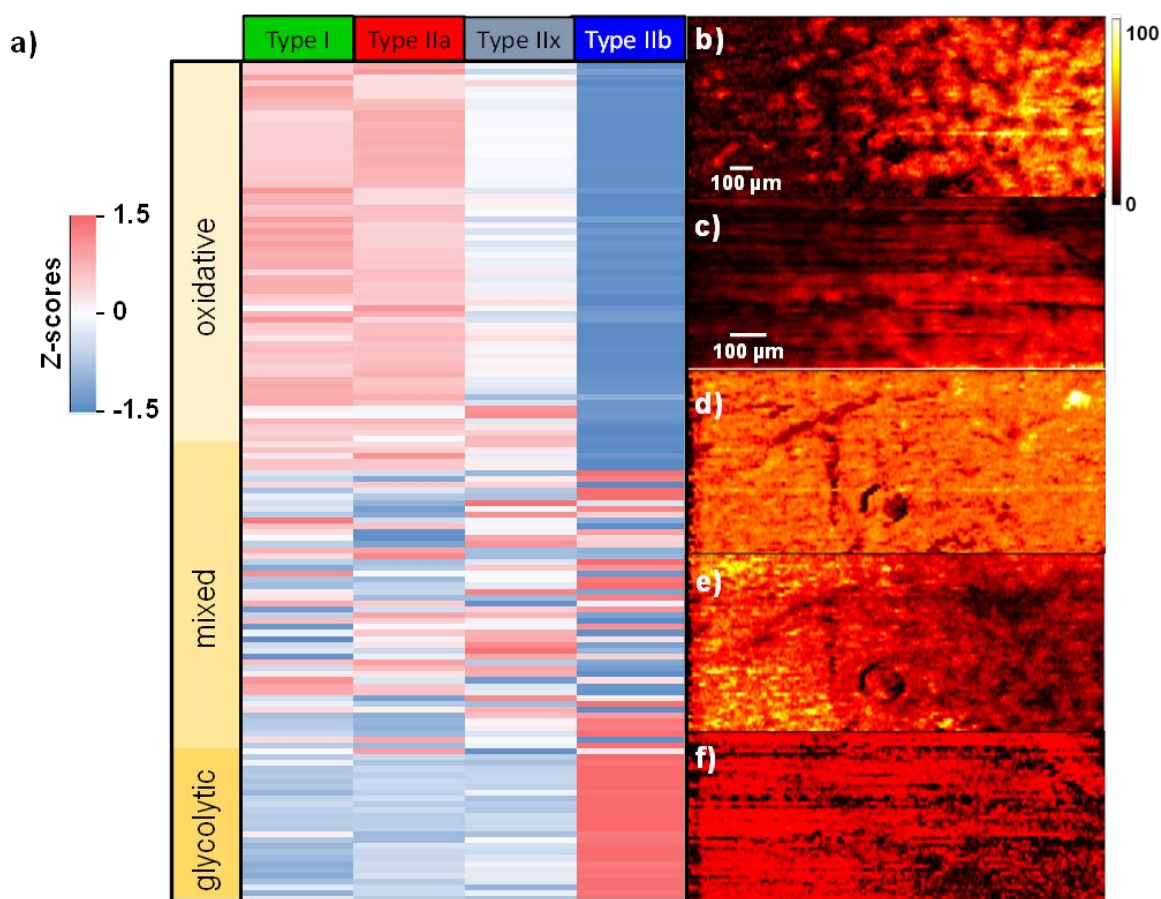 a)
Type I Type IIa Type IIx Type IIb
oxidative
mixed
glycolytic
Z-scores
1.5
0
-1.5
b)
100 µm
100
0
c)
100 µm
d)
e)
f)